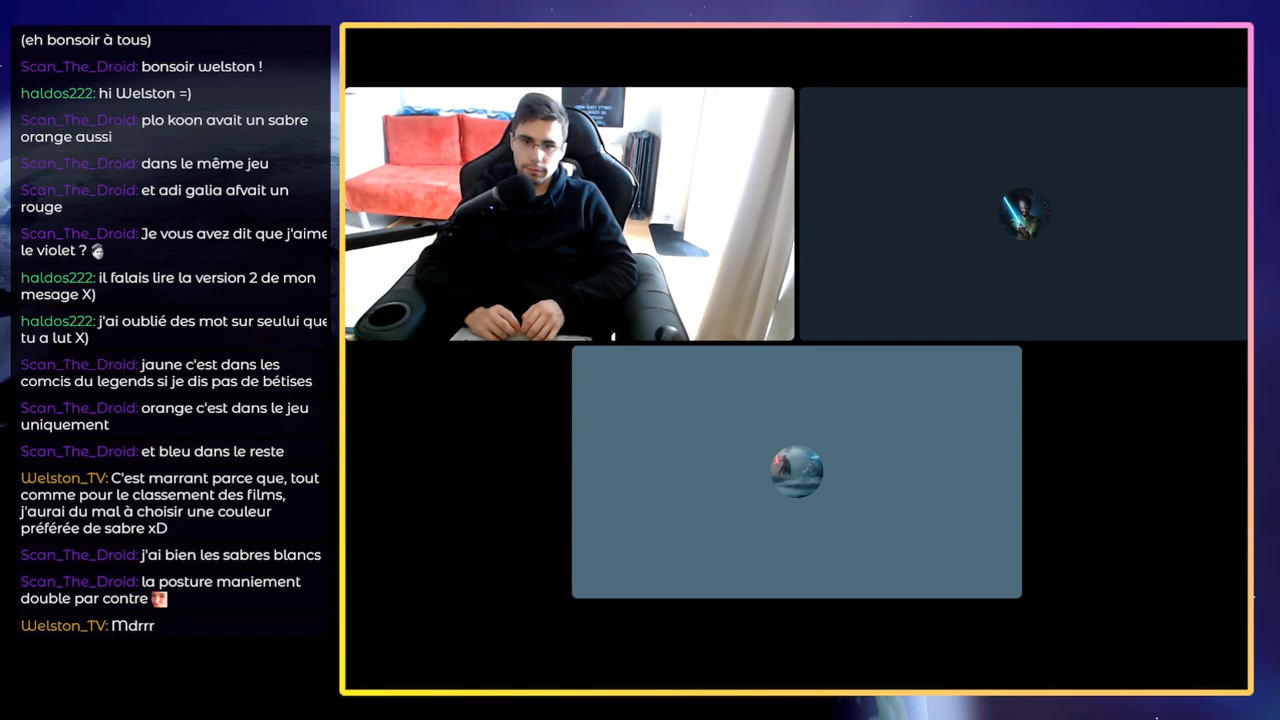 (eh bonsoir à tous)
Scan_The_Droid: bonsoir welston !
haldos222: hi Welston =)
Scan_The_Droid: plo koon avait un sabre
orange aussi
Scan_The_Droid: dans le même jeu
Scan_The_Droid: et adi galia afvait un
rouge
Scan_The_Droid: Je vous avez dit que j'aime
le violet ?
haldos222: il falais lire la version 2 de mon
mesage X)
haldos222: j'ai oublié des mot sur seului que
tu a lut X)
Scan_The_Droid: jaune c'est dans les
comcis du legends si je dis pas de bétises
Scan_The_Droid: orange c'est dans le jeu
uniquement
Scan_The_Droid: et bleu dans le reste
Welston_TV: C'est marrant parce que, tout
comme pour le classement des films,
j'aurai du mal à choisir une couleur
préférée de sabre xD
Scan_The_Droid: j'ai bien les sabres blancs
Scan_The_Droid: la posture maniement
double par contre
Welston_TV: Mdrrr